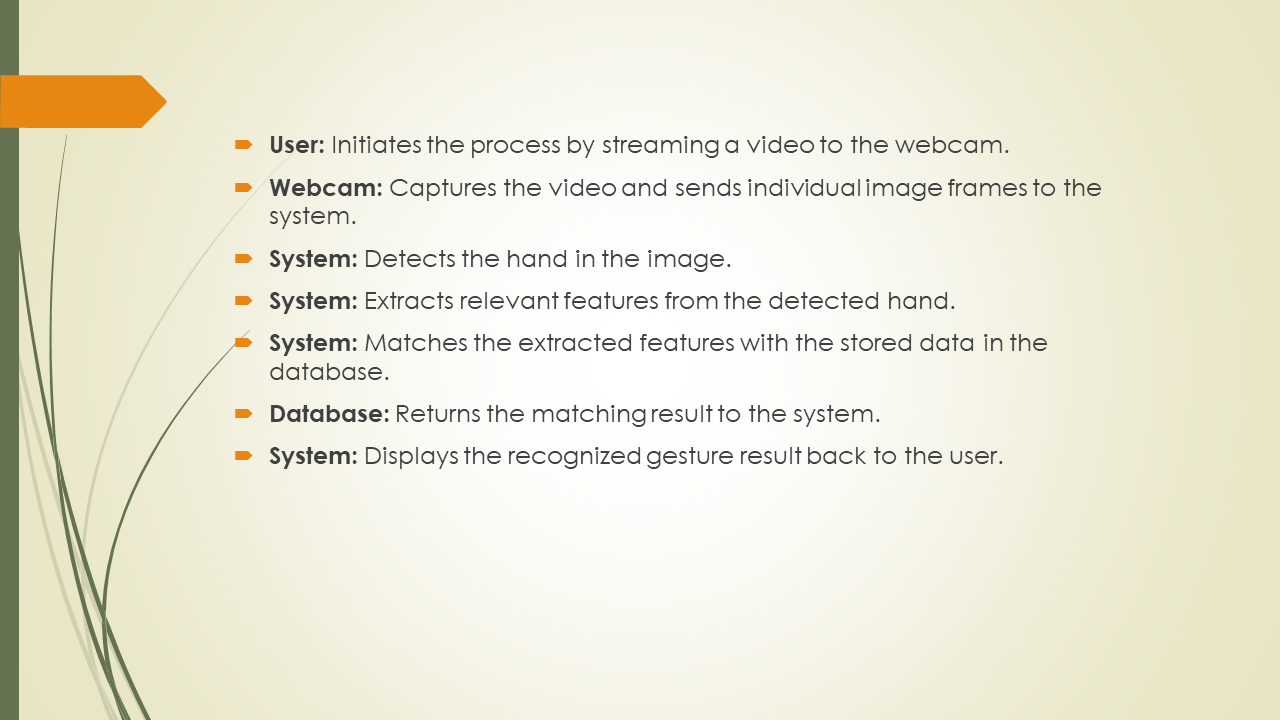 User: Initiates the process by streaming a video to the webcam.
Webcam: Captures the video and sends individual image frames to the
system.
System: Detects the hand in the image.
System: Extracts relevant features from the detected hand.
System: Matches the extracted features with the stored data in the
database.
Database: Returns the matching result to the system.
System: Displays the recognized gesture result back to the user.